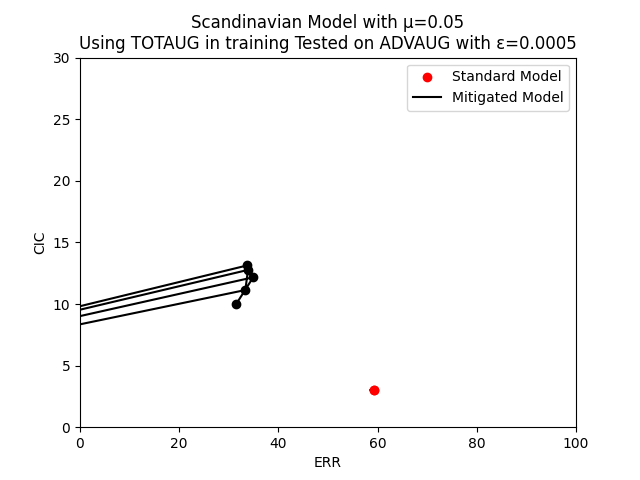 Scandinavian Model with μ=0.05
Using TOTAUG in training Tested on ADVAUG with ε=0.0005
Standard Model
Mitigated Model
30
25
20
15
10
5
0
CIC
0 20 40 60 80 100
ERR